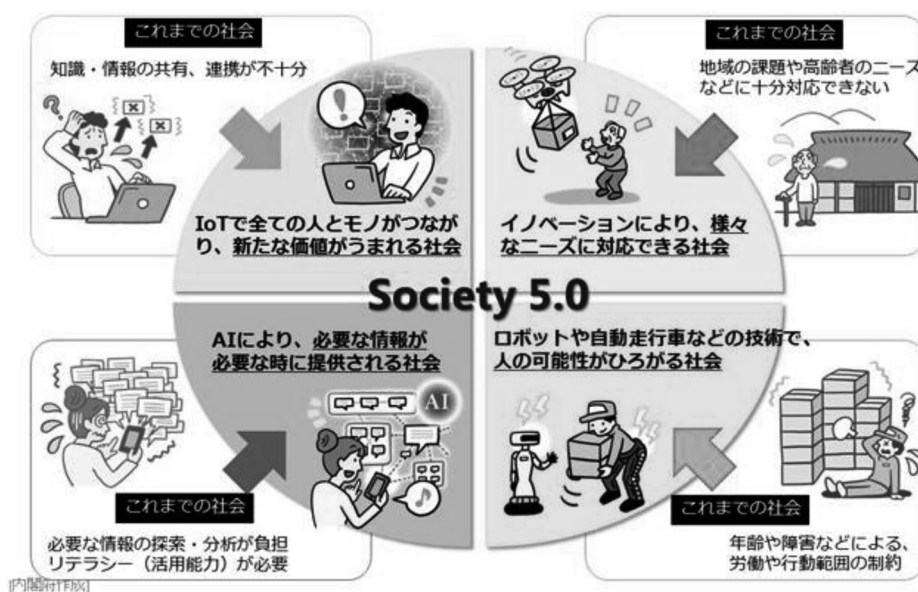 これまでの社会
知識・情報の共有、連携が不十分
IoTで全ての人とモノがつなが
り、新たな価値がうまれる社会
これまでの社会
地域の課題や高齢者のニーズ
などに十分対応できない
イノベーションにより、様々
なニーズに対応できる社会
Society 5.0
AIにより、必要な情報が
必要な時に提供される社会
AI
これまでの社会
必要な情報の探索・分析が負担
リテラシー（活用能力）が必要
ロボットや自動走行車などの技術で、
人の可能性がひろがる社会
これまでの社会
年齢や障害などによる、
労働や行動範囲の制約
[内閣府作成]